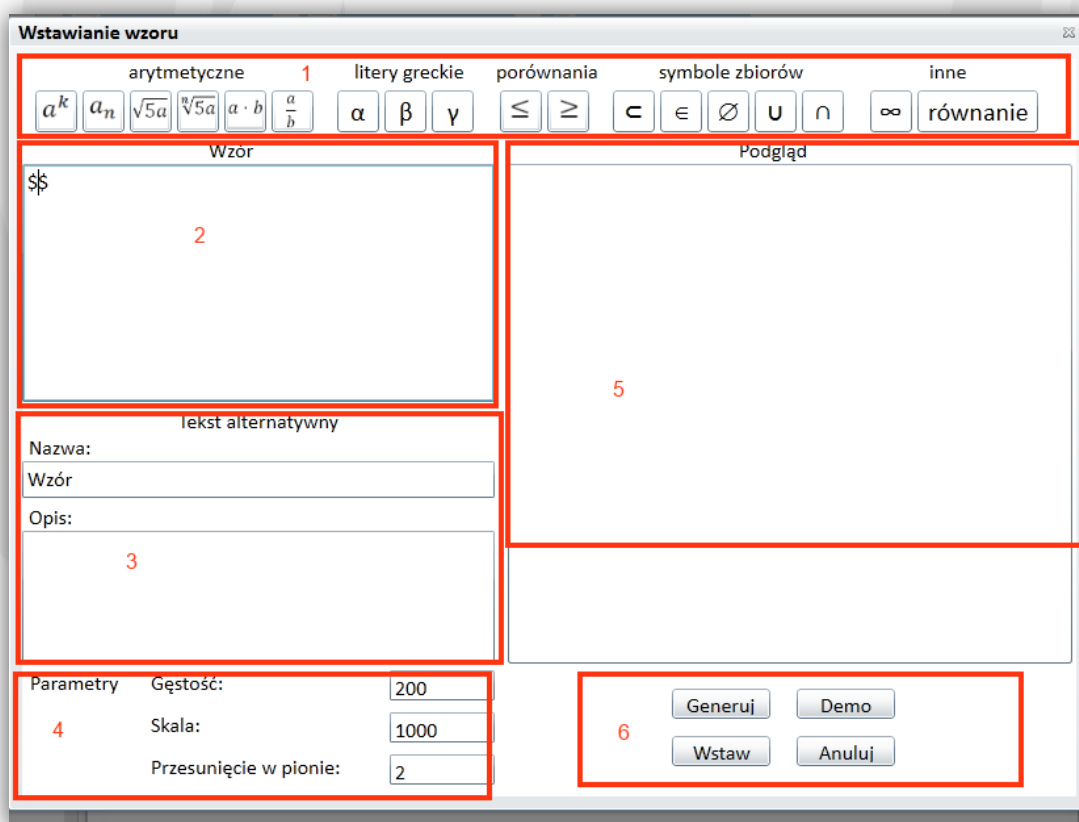 Wstawianie wzoru
arytmetyczne 1 litery greckie porównania symbole zbiorów inne
a^k a_n √5a ⁿ√5a a · b a/b α β γ ≤ ≥ ⊂ ∈ ∅ ∪ ∩ ∞ równanie
Wzór Podgląd
$$
2
5
Tekst alternatywny
Nazwa:
Wzór
Opis:
3
Parametry Gęstość: 200
4 Skala: 1000
Przesunięcie w pionie: 2
Generuj Demo
6
Wstaw Anuluj